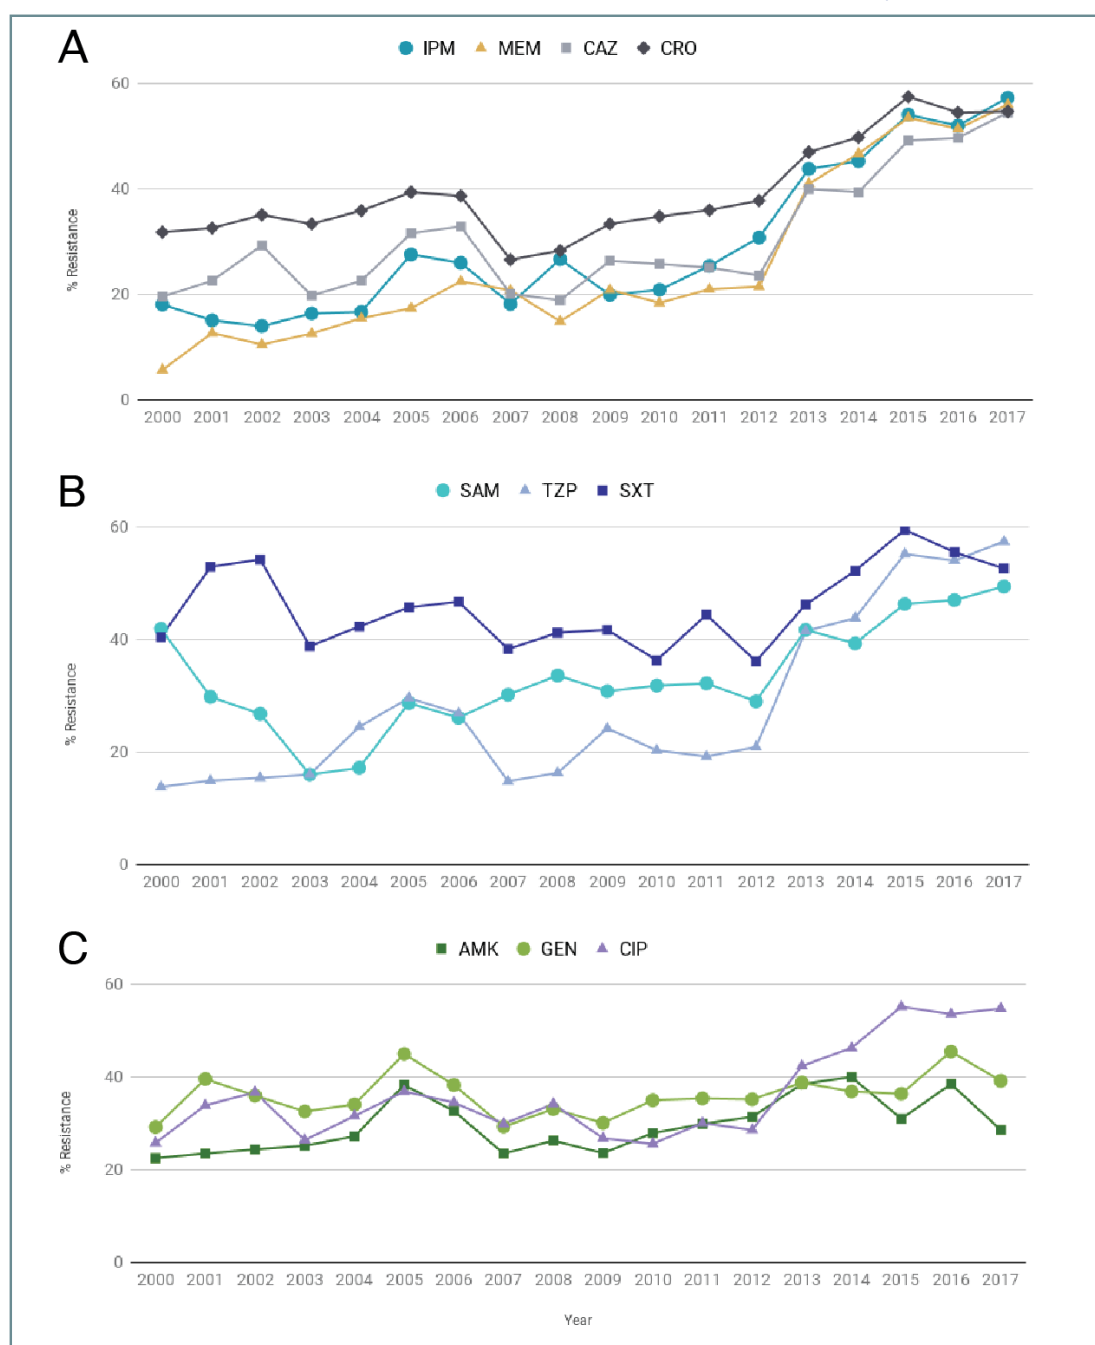 A
IPM MEM CAZ CRO
60
40
20
0
% Resistance
2000 2001 2002 2003 2004 2005 2006 2007 2008 2009 2010 2011 2012 2013 2014 2015 2016 2017
B
SAM TZP SXT
60
40
20
0
% Resistance
2000 2001 2002 2003 2004 2005 2006 2007 2008 2009 2010 2011 2012 2013 2014 2015 2016 2017
C
AMK GEN CIP
60
40
20
0
% Resistance
2000 2001 2002 2003 2004 2005 2006 2007 2008 2009 2010 2011 2012 2013 2014 2015 2016 2017
Year